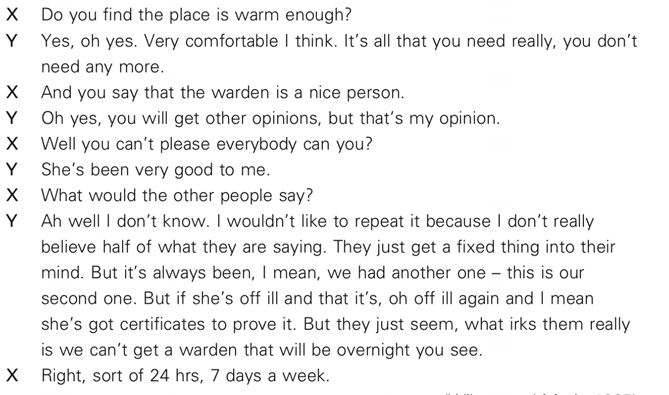 X Do you find the place is warm enough?
Y Yes, oh yes. Very comfortable I think. It's all that you need really, you don't
need any more.
X And you say that the warden is a nice person.
Y Oh yes, you will get other opinions, but that's my opinion.
X Well you can't please everybody can you?
Y She's been very good to me.
X What would the other people say?
Y Ah well I don't know. I wouldn't like to repeat it because I don't really
believe half of what they are saying. They just get a fixed thing into their
mind. But it's always been, I mean, we had another one – this is our
second one. But if she's off ill and that it's, oh off ill again and I mean
she's got certificates to prove it. But they just seem, what irks them really
is we can't get a warden that will be overnight you see.
X Right, sort of 24 hrs, 7 days a week.